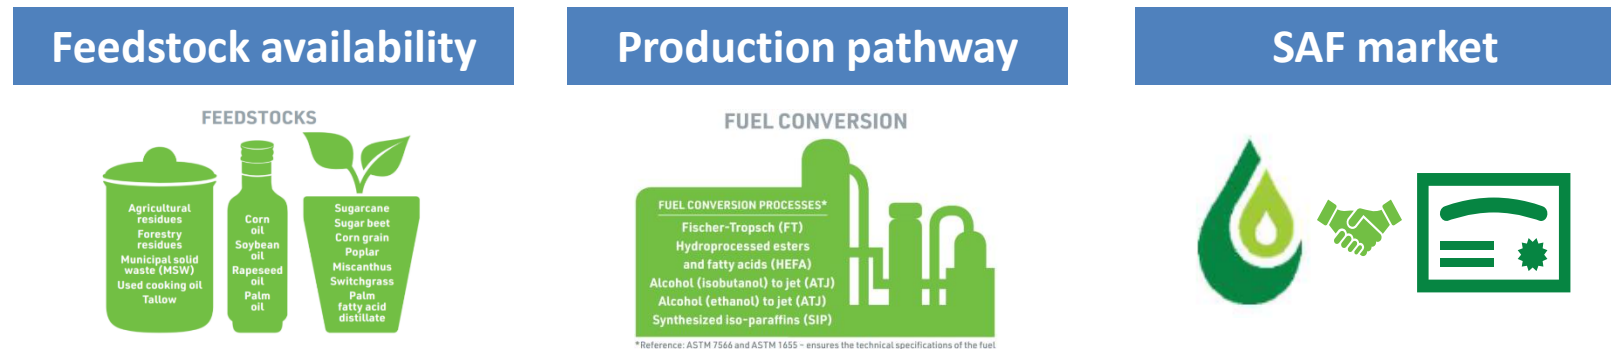 Feedstock availability
Production pathway
SAF market
FEEDSTOCKS
Agricultural
residues
Forestry
residues
Municipal solid
waste (MSW)
Used cooking oil
Tallow
Corn
oil
Soybean
oil
Rapeseed
oil
Palm
oil
Sugarcane
Sugar beet
Corn grain
Poplar
Miscanthus
Switchgrass
Palm
fatty acid
distillate
FUEL CONVERSION
FUEL CONVERSION PROCESSES*
Fischer-Tropsch (FT)
Hydroprocessed esters
and fatty acids (HEFA)
Alcohol (isobutanol) to jet (ATJ)
Alcohol (ethanol) to jet (ATJ)
Synthesized iso-paraffins (SIP)
*Reference: ASTM 7566 and ASTM 1655 – ensures the technical specifications of the fuel